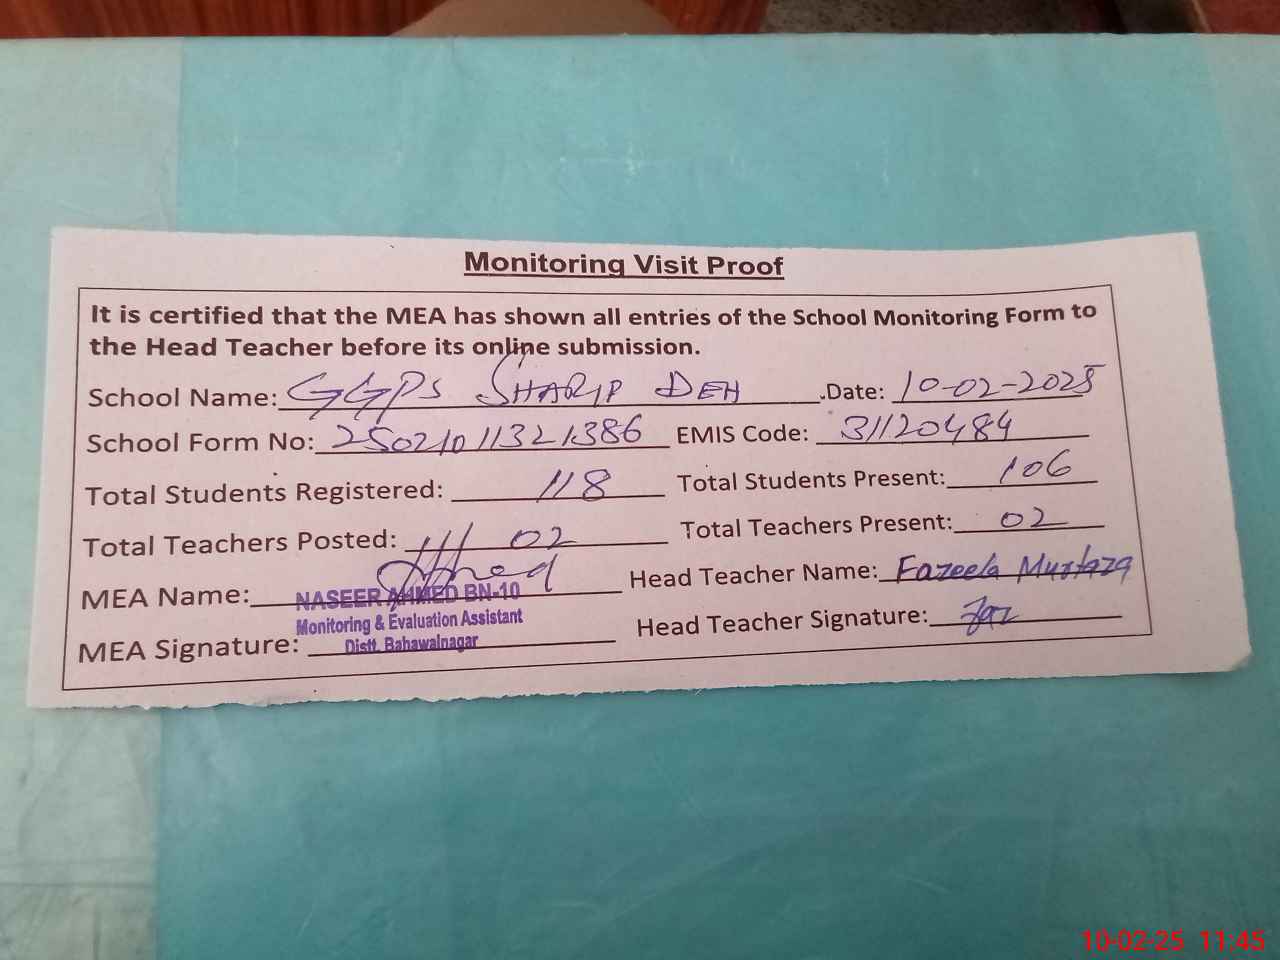 Monitoring Visit Proof
It is certified that the MEA has shown all entries of the School Monitoring Form to
the Head Teacher before its online submission.
School Name: GGPS SHARIF DEH .Date: 10-02-2025
School Form No: 25021011321386 EMIS Code: 31120484
Total Students Registered: 118 Total Students Present: 106
Total Teachers Posted: 02 Total Teachers Present: 02
MEA Name: NASEER AHMED BN-10 Head Teacher Name: Fazeela Murtaza
Monitoring & Evaluation Assistant
MEA Signature: Distt. Bahawalnagar Head Teacher Signature:
10-02-25 11:45